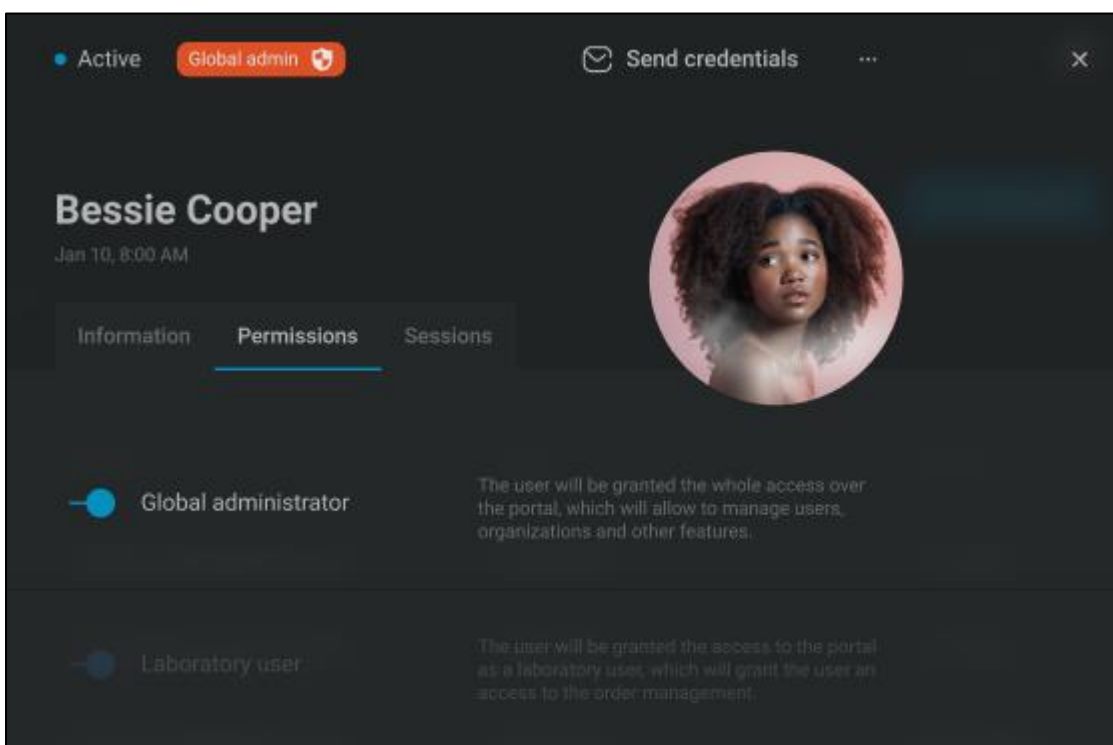 Active
Global admin
Send credentials
...
Bessie Cooper
Jan 10, 8:00 AM
Information
Permissions
Sessions
Global administrator
The user will be granted the whole access over
the portal, which will allow to manage users,
organizations and other features.
Laboratory user
The user will be granted the access to the portal
as a laboratory user, which will grant the user an
access to the order management.